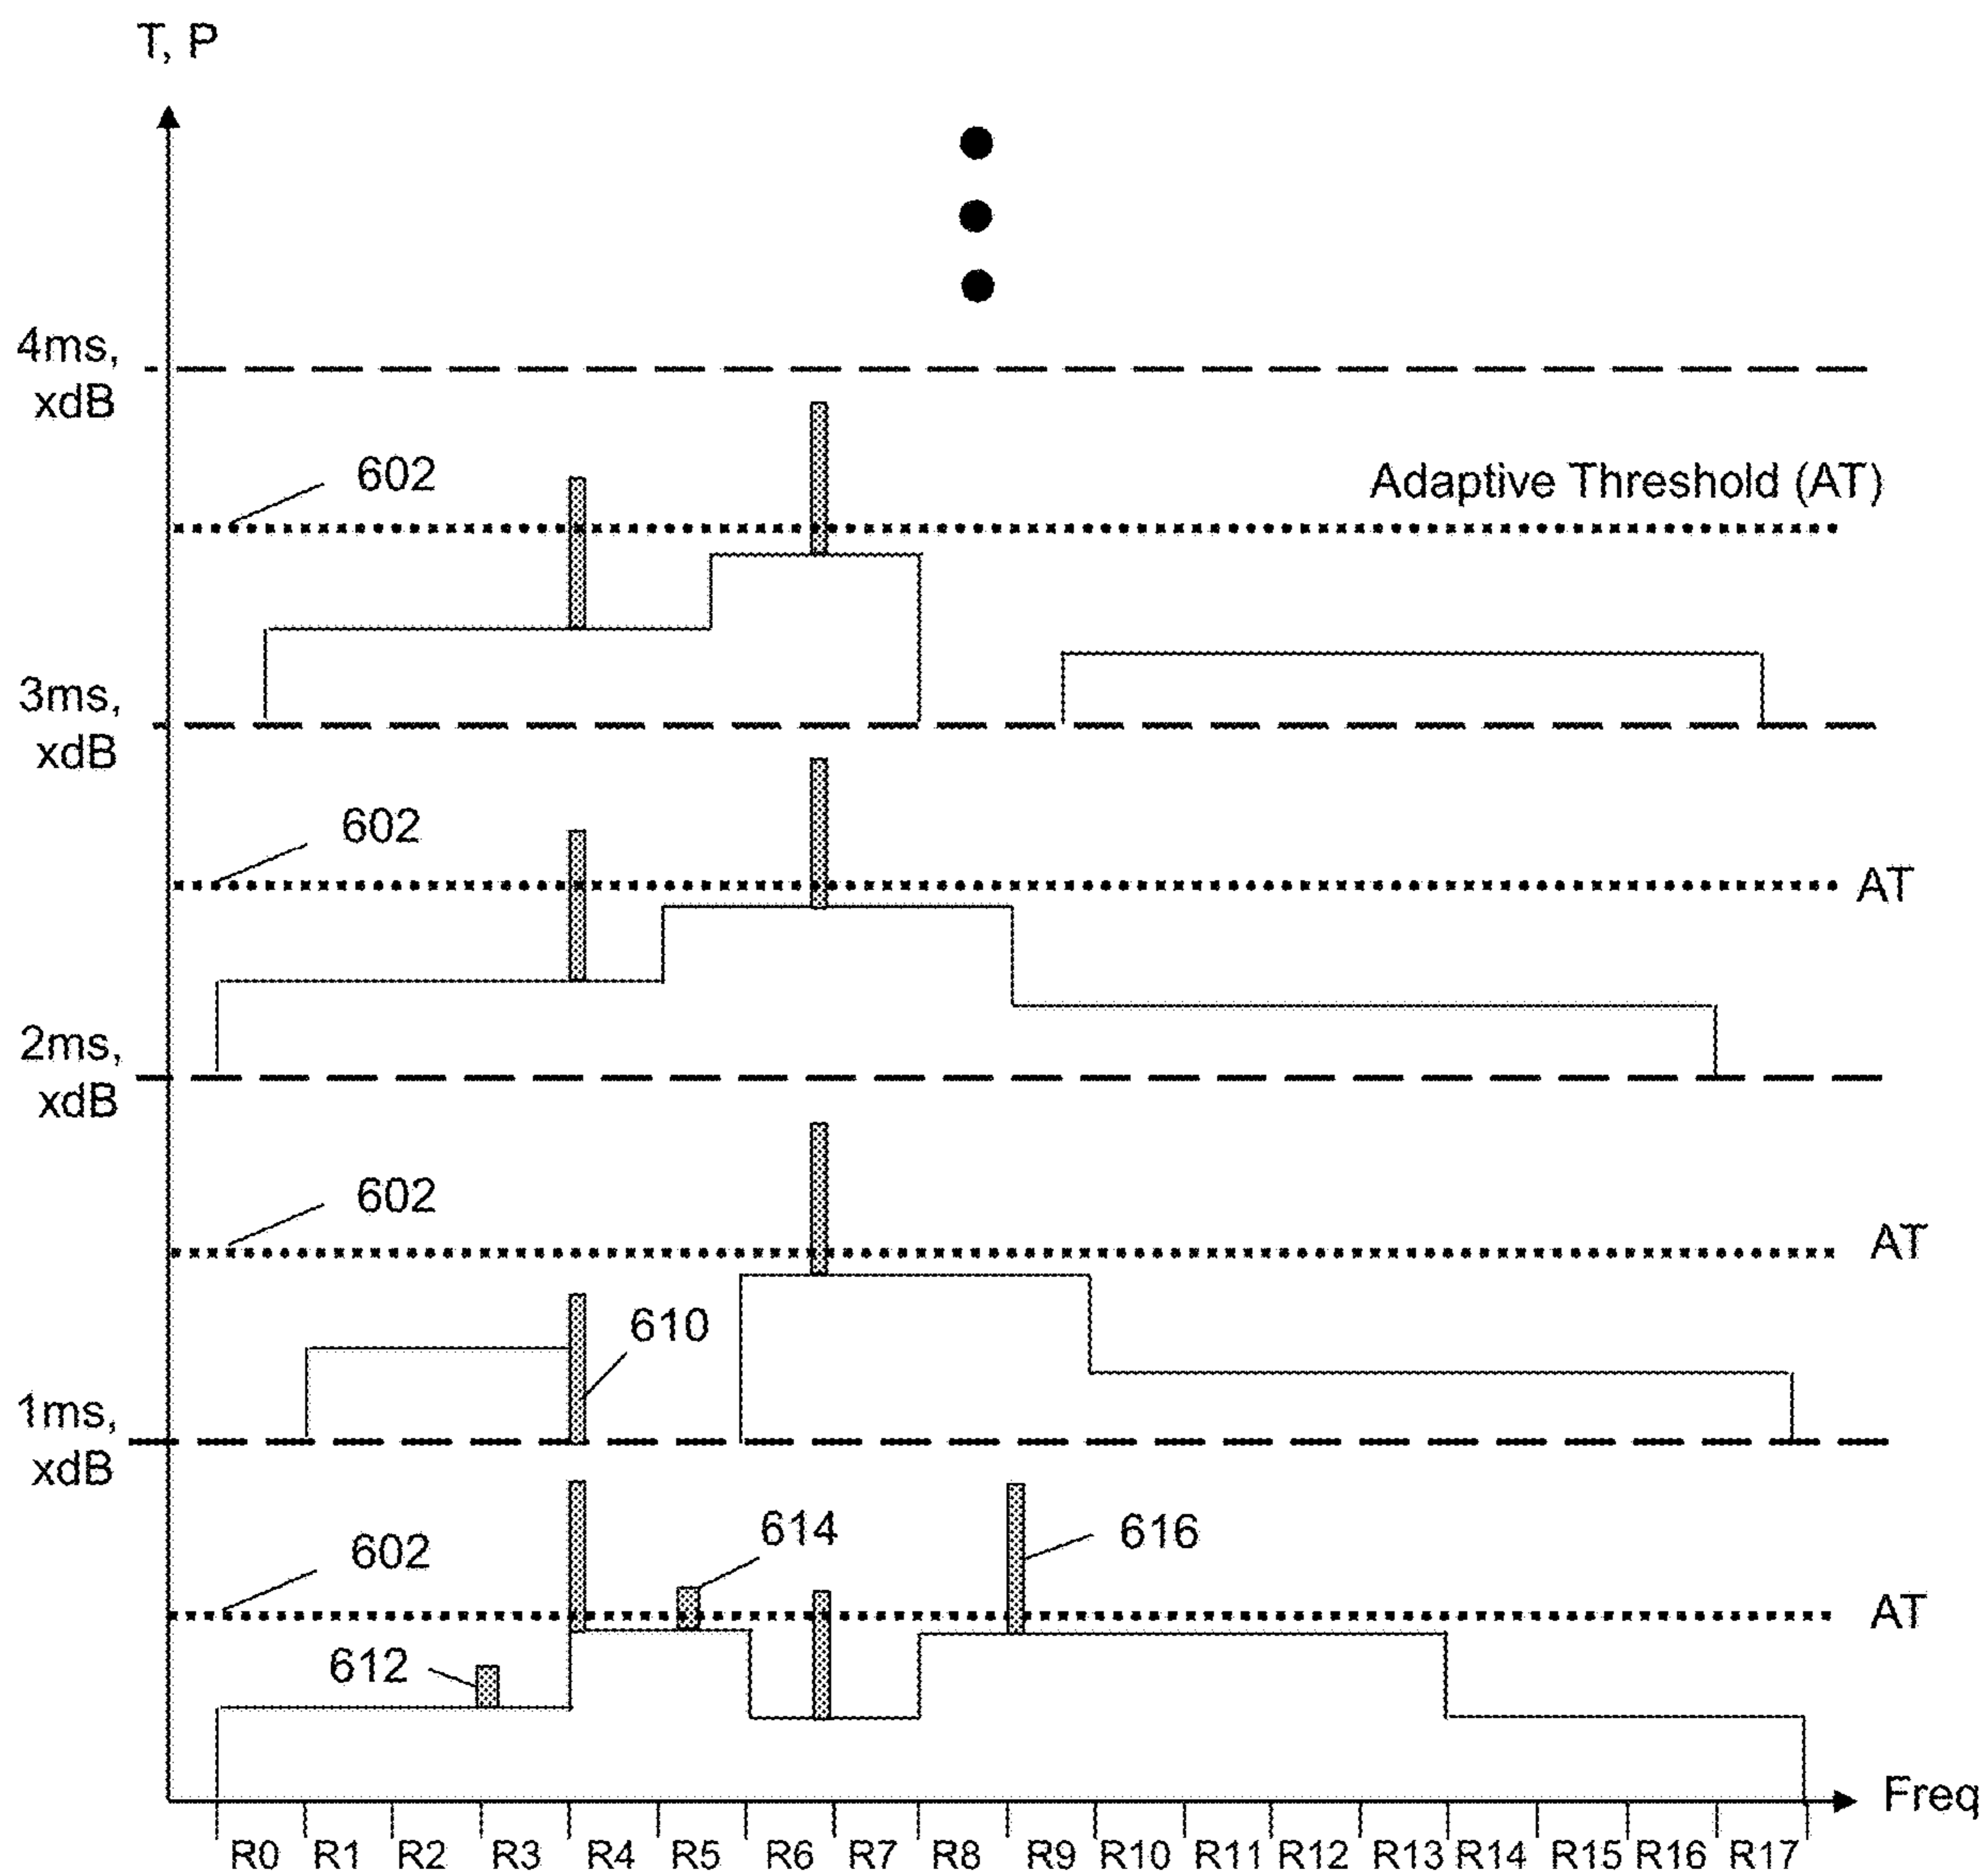 T, P
4ms,
xdB
602
Adaptive Threshold (AT)
3ms,
xdB
602
AT
2ms,
xdB
602
AT
610
1ms,
xdB
602
614
616
AT
612
Freq
R0 R1 R2 R3 R4 R5 R6 R7 R8 R9 R10 R11 R12 R13 R14 R15 R16 R17